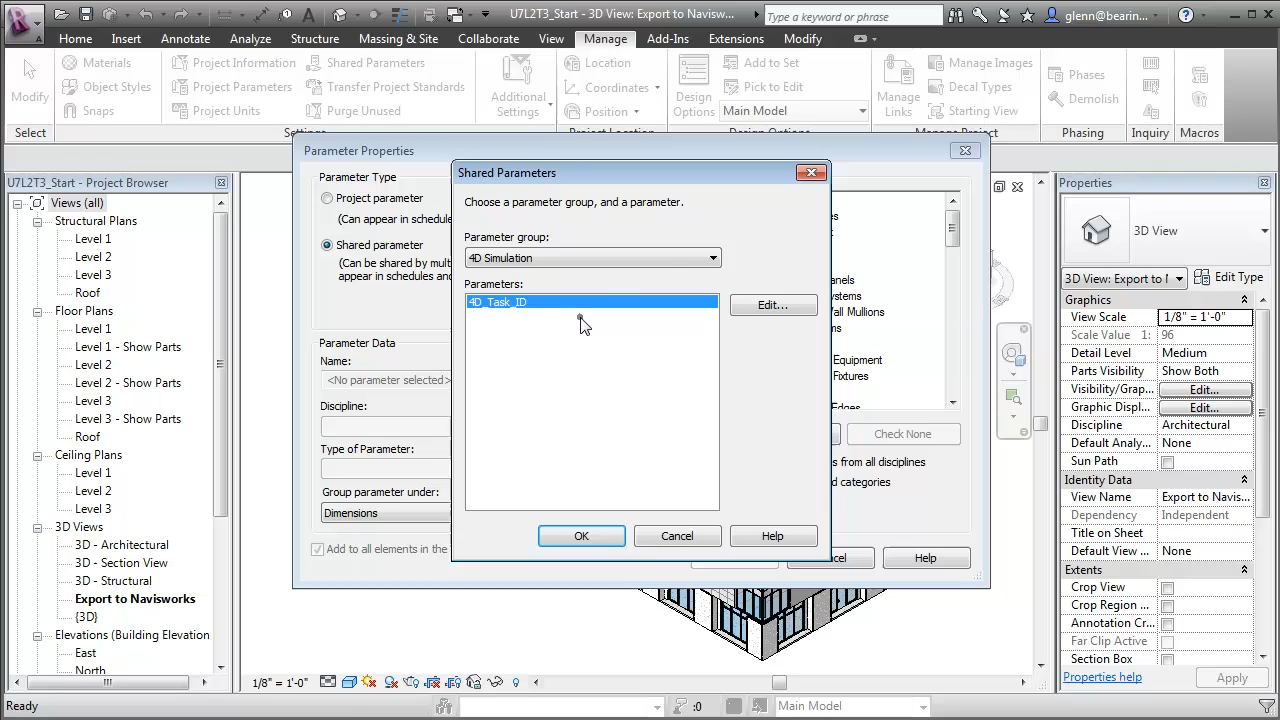 U7L2T3_Start - 3D View: Export to Navisw...
Type a keyword or phrase
glenn@bearin...
Home
Insert
Annotate
Analyze
Structure
Massing & Site
Collaborate
View
Manage
Add-Ins
Extensions
Modify
Modify
Materials
Object Styles
Snaps
Project Information
Project Parameters
Project Units
Shared Parameters
Transfer Project Standards
Purge Unused
Additional
Settings
Location
Coordinates
Position
Design
Options
Add to Set
Pick to Edit
Main Model
Manage
Links
Manage Images
Decal Types
Starting View
Phases
Demolish
Select
Phasing
Inquiry
Macros
U7L2T3_Start - Project Browser
Views (all)
Structural Plans
Level 1
Level 2
Level 3
Roof
Floor Plans
Level 1
Level 1 - Show Parts
Level 2
Level 2 - Show Parts
Level 3
Level 3 - Show Parts
Roof
Ceiling Plans
Level 1
Level 2
Level 3
3D Views
3D - Architectural
3D - Section View
3D - Structural
Export to Navisworks
{3D}
Elevations (Building Elevation
East
North
Parameter Properties
Parameter Type
Project parameter
(Can appear in schedule
Shared parameter
(Can be shared by mult
appear in schedules and
Parameter Data
Name:
<No parameter selected>
Discipline:
Type of Parameter:
Group parameter under:
Dimensions
Add to all elements in the
Shared Parameters
Choose a parameter group, and a parameter.
Parameter group:
4D Simulation
Parameters:
4D_Task_ID
Edit...
OK
Cancel
Help
anels
ystems
all Mullions
ms
Equipment
Fixtures
Edges
Check None
s from all disciplines
d categories
cel
Help
Properties
3D View
3D View: Export to N
Edit Type
Graphics
View Scale
1/8" = 1'-0"
Scale Value 1:
96
Detail Level
Medium
Parts Visibility
Show Both
Visibility/Grap...
Edit...
Graphic Displ...
Edit...
Discipline
Architectural
Default Analy...
None
Sun Path
Identity Data
View Name
Export to Navis...
Dependency
Independent
Title on Sheet
Default View ...
None
Extents
Crop View
Crop Region ...
Annotation Cr...
Far Clip Active
Section Box
Properties help
Apply
1/8" = 1'-0"
Ready
:0
Main Model